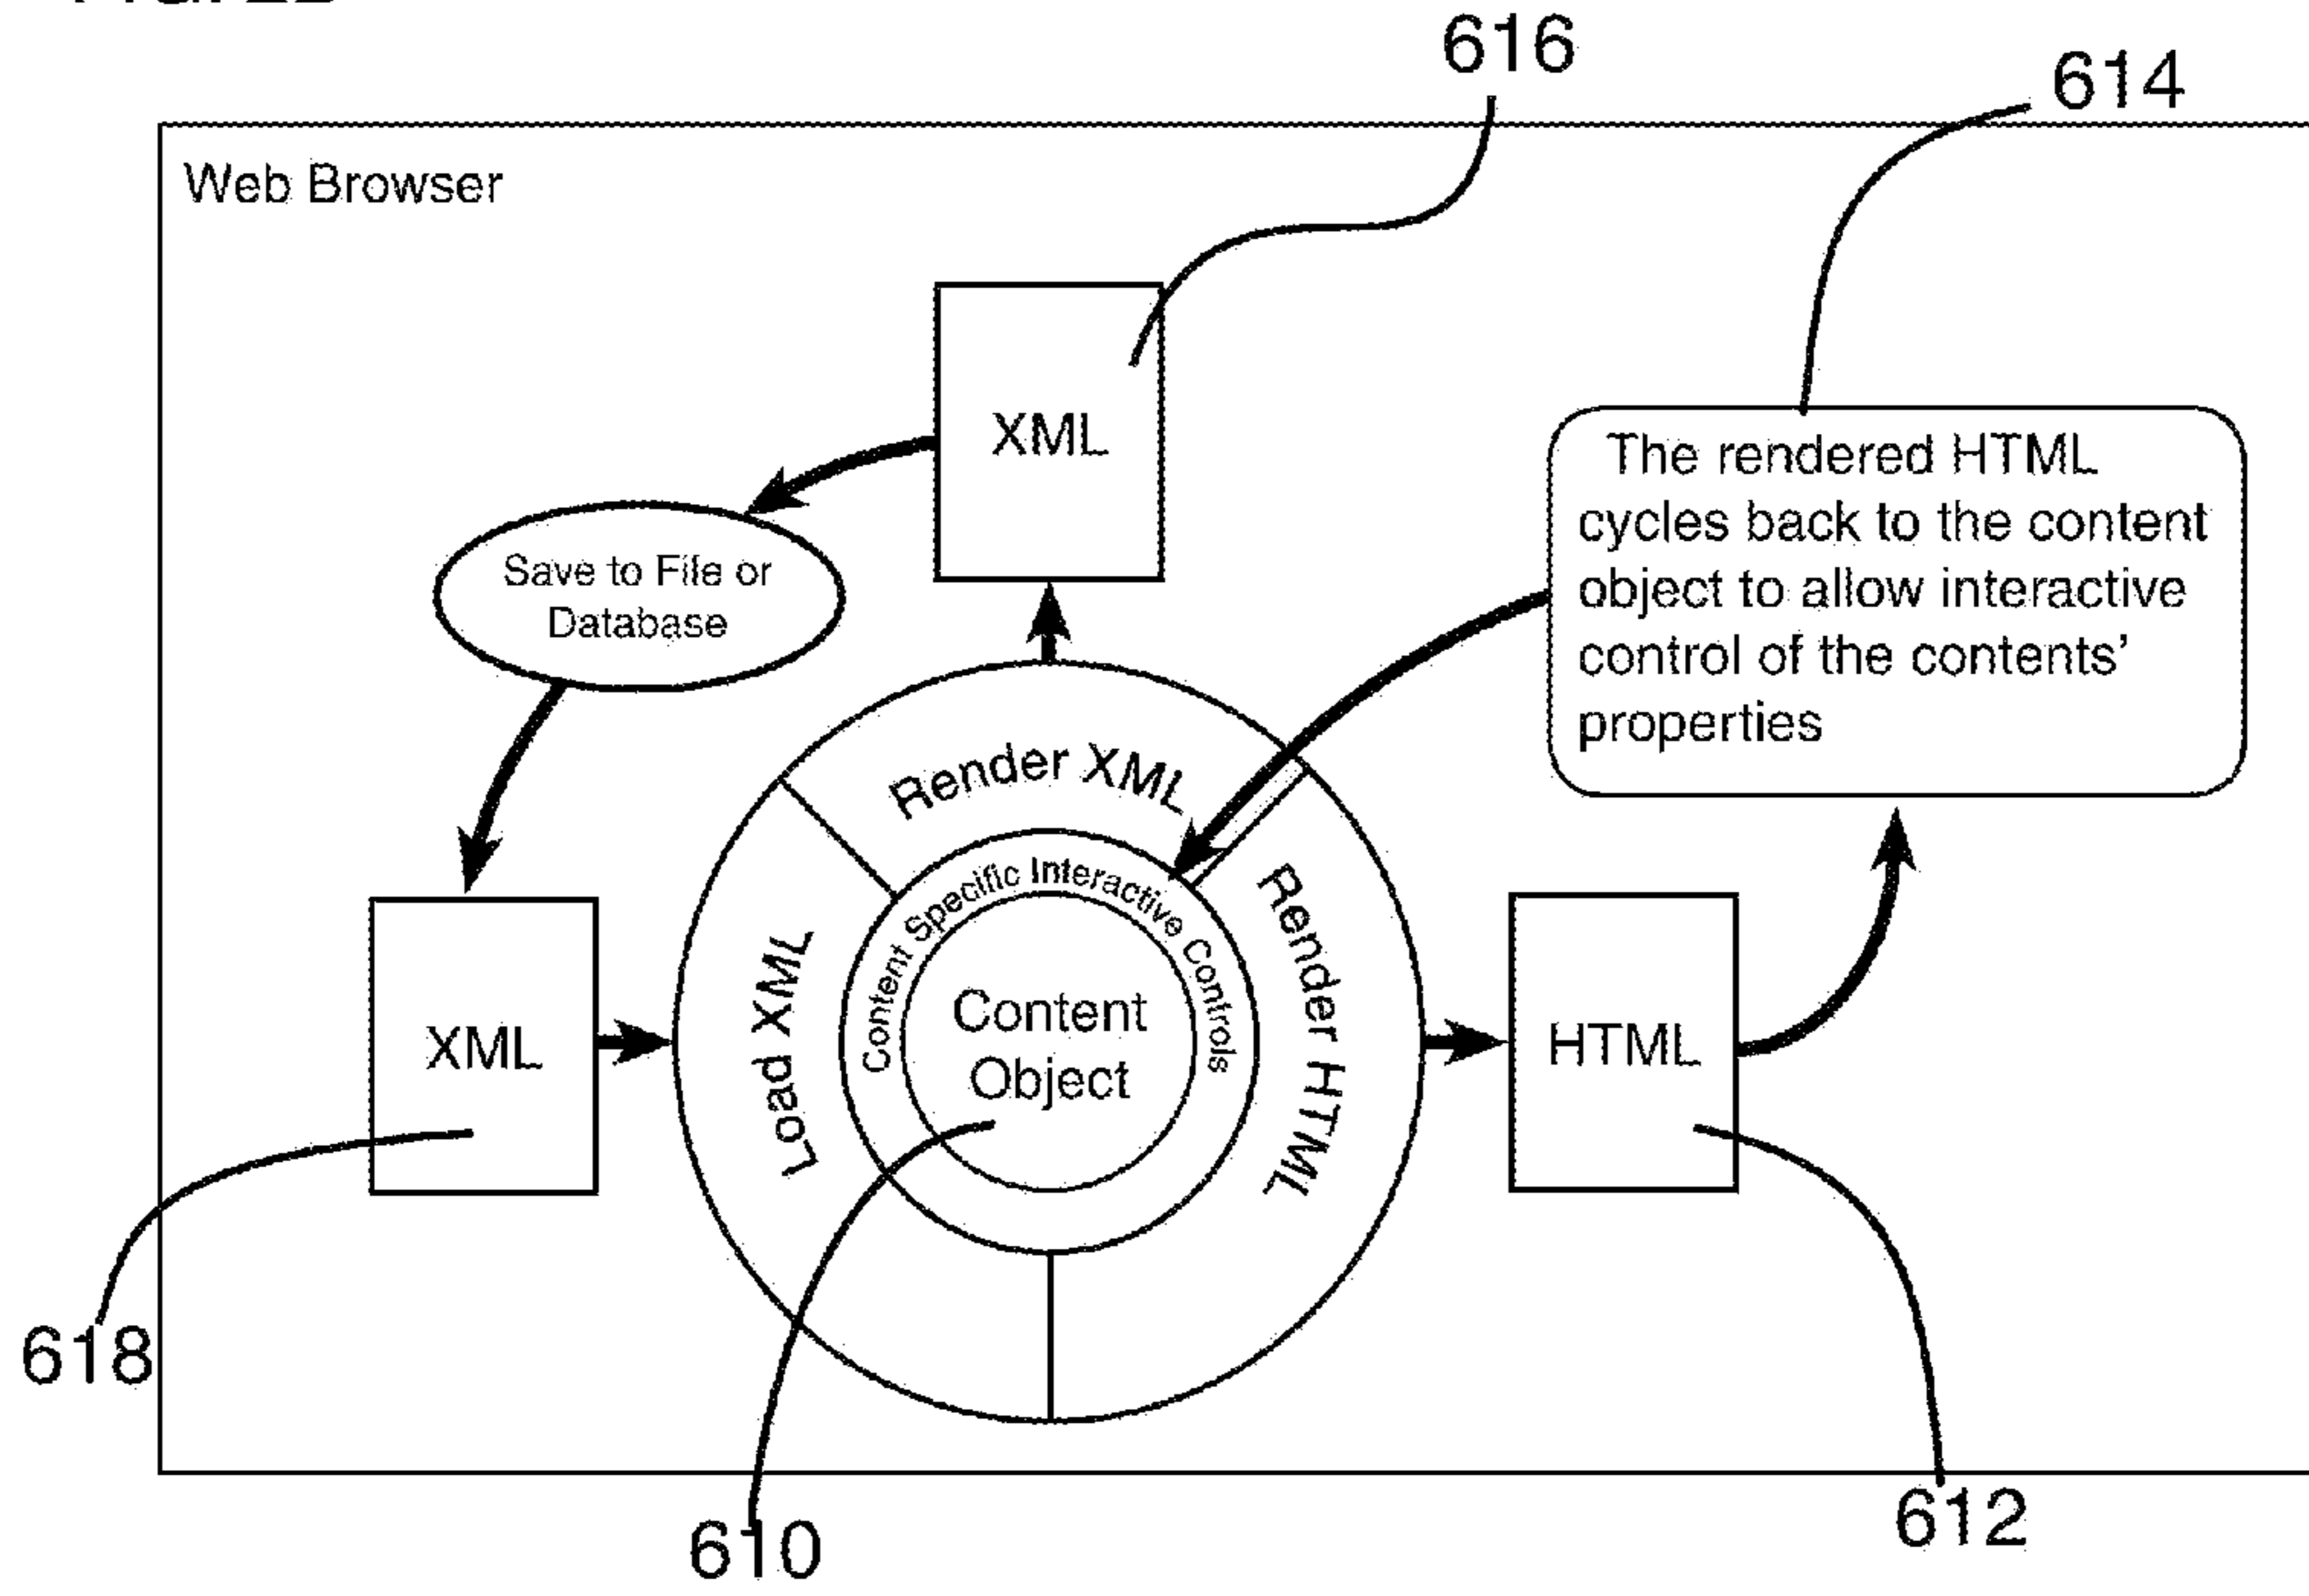 616
614
Web Browser
XML
The rendered HTML
cycles back to the content
object to allow interactive
control of the contents’
properties
Save to File or
Database
Render XML
Content Specific Interactive Controls
Load XML
Render HTML
Content
Object
XML
HTML
618
610
612